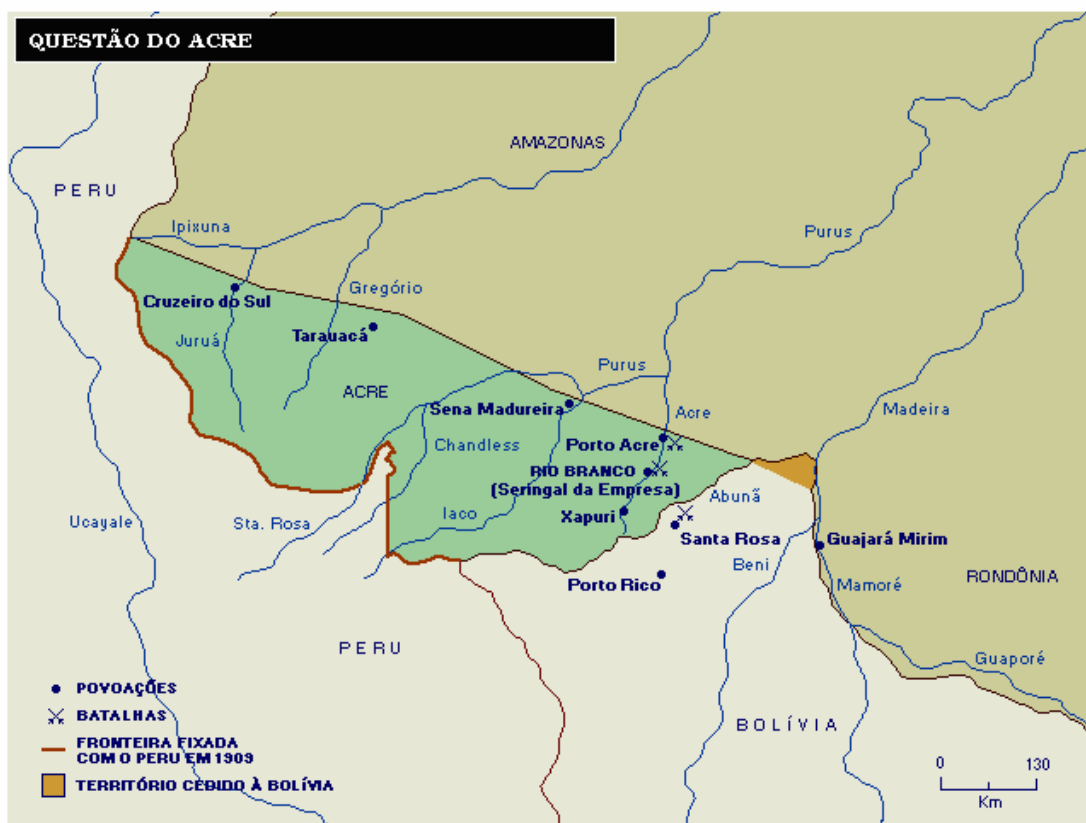 QUESTÃO DO ACRE
AMAZONAS
PERU
Ipixuna
Purus
Cruzeiro do Sul
Gregório
Tarauacá
Juruá
Purus
ACRE
Sena Madureira
Acre
Madeira
Chandless
Porto Acre
RIO BRANCO
(Seringal da Empresa)
Abunã
Iaco
Xapuri
Ucayale
Sta. Rosa
Santa Rosa
Guajará Mirim
Beni
Porto Rico
Mamoré
RONDÔNIA
PERU
Guaporé
BOLÍVIA
POVOAÇÕES
BATALHAS
FRONTEIRA FIXADA
COM O PERU EM 1909
TERRITÓRIO CEDIDO À BOLÍVIA
0 130
Km